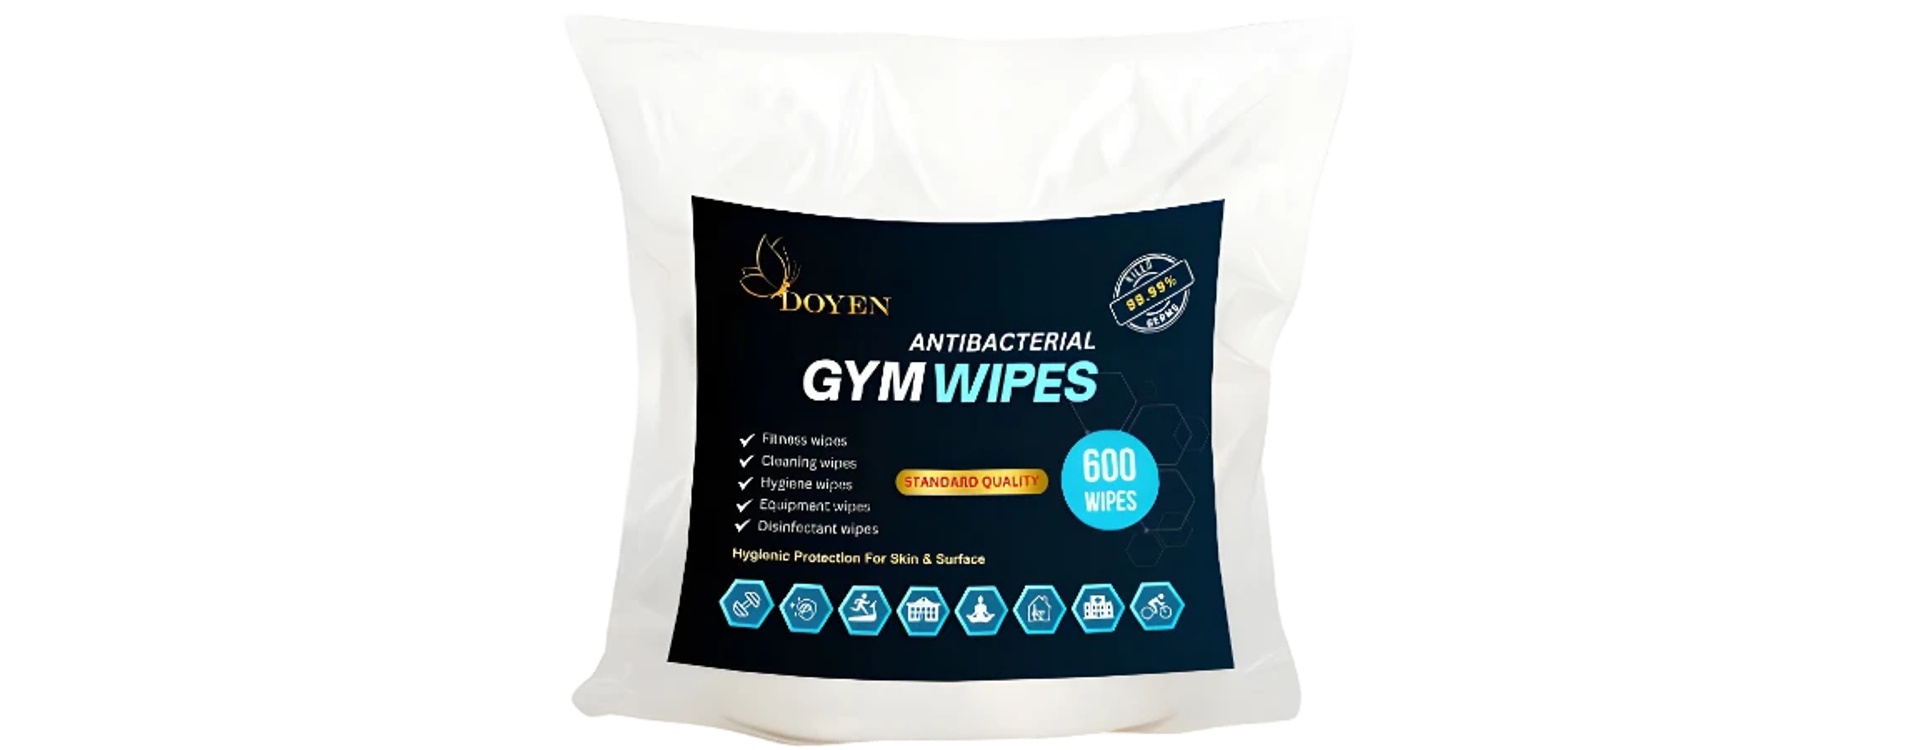 DOYEN
KILLS
99.99%
GERMS
ANTIBACTERIAL
GYM WIPES
✓ Fitness wipes
✓ Cleaning wipes
✓ Hygiene wipes
✓ Equipment wipes
✓ Disinfectant wipes
STANDARD QUALITY
600
WIPES
Hygienic Protection For Skin & Surface